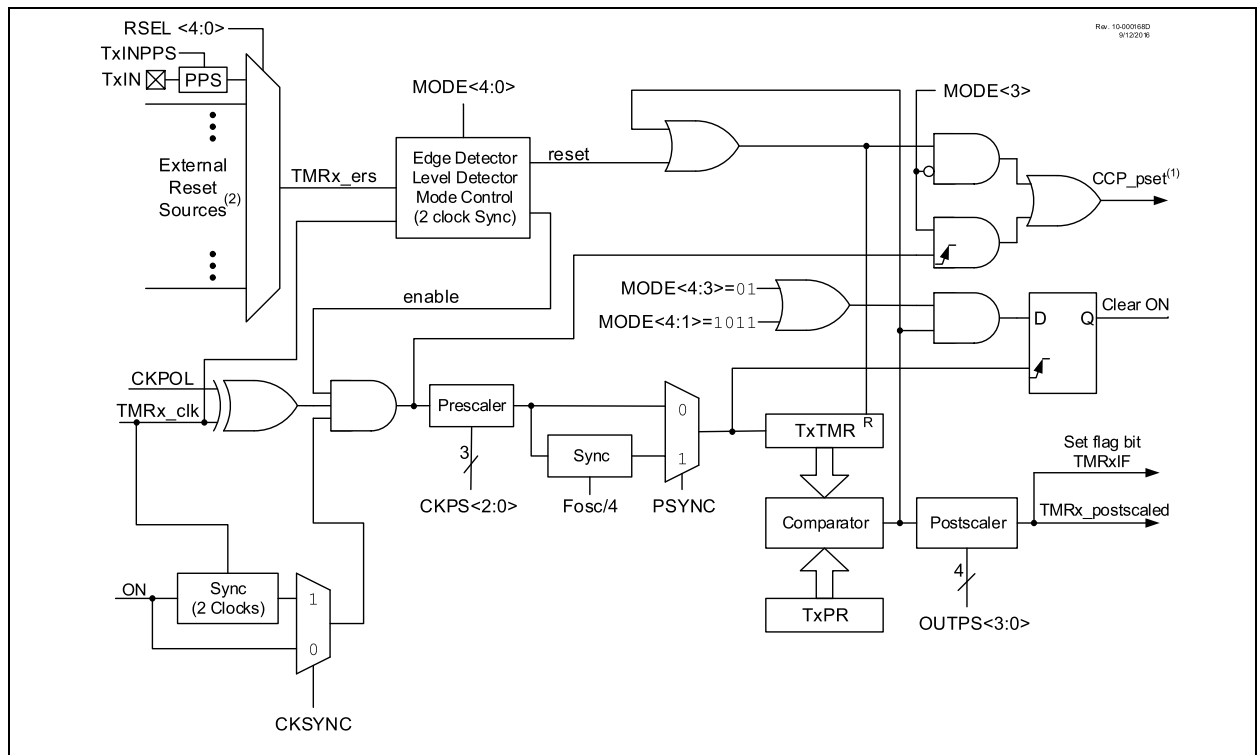 Rev. 10-000168D
9/12/2016
RSEL <4:0>
TxINPPS
TxIN
PPS
MODE<4:0>
MODE<3>
External
Reset
Sources(2)
TMRx_ers
Edge Detector
Level Detector
Mode Control
(2 clock Sync)
reset
CCP_pset(1)
enable
MODE<4:3>=01
MODE<4:1>=1011
D
Q
Clear ON
CKPOL
TMRx_clk
Prescaler
3
CKPS<2:0>
Sync
Fosc/4
0
1
PSYNC
TxTMR
R
Comparator
TxPR
Postscaler
4
OUTPS<3:0>
Set flag bit
TMRxIF
TMRx_postscaled
ON
Sync
(2 Clocks)
1
0
CKSYNC